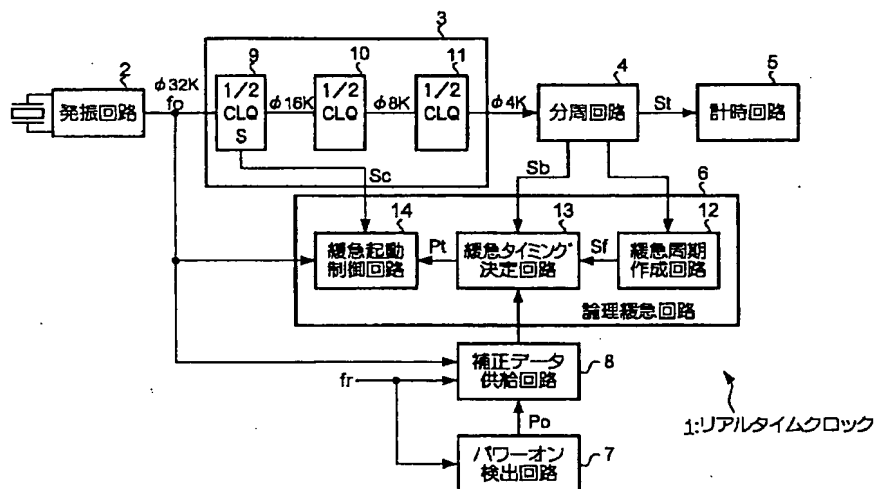 3
9
10
11
4
5
2
φ32K
fo
発振回路
1/2
CLQ
S
φ16K
1/2
CLQ
φ8K
1/2
CLQ
φ4K
分周回路
St
計時回路
Sc
Sb
6
14
13
12
緩急起動
制御回路
Pt
緩急タイミング
決定回路
Sf
緩急周期
作成回路
論理緩急回路
補正データ
供給回路
8
fr
Po
パワーオン
検出回路
7
1:リアルタイムクロック